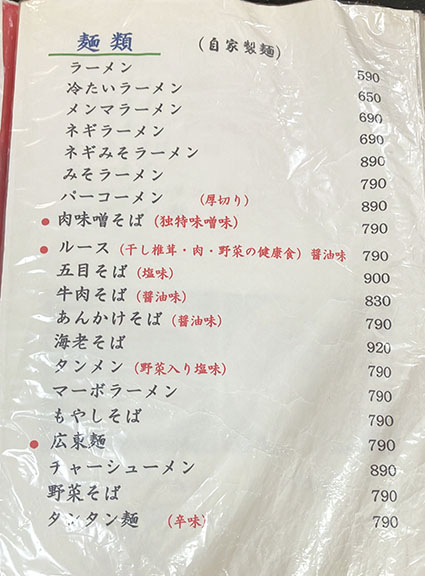 麺類 (自家製麺)
ラーメン 590
冷たいラーメン 650
メンマラーメン 690
ネギラーメン 690
ネギみそラーメン 890
みそラーメン 790
パーコーメン (厚切り) 890
● 肉味噌そば (独特味噌味) 790
● ルース (干し椎茸・肉・野菜の健康食) 醤油味 790
五目そば (塩味) 900
牛肉そば (醤油味) 830
あんかけそば (醤油味) 790
海老そば 920
タンメン (野菜入り塩味) 790
マーボラーメン 790
もやしそば 790
● 広東麺 790
チャーシューメン 890
野菜そば 790
タンタン麺 (辛味) 790